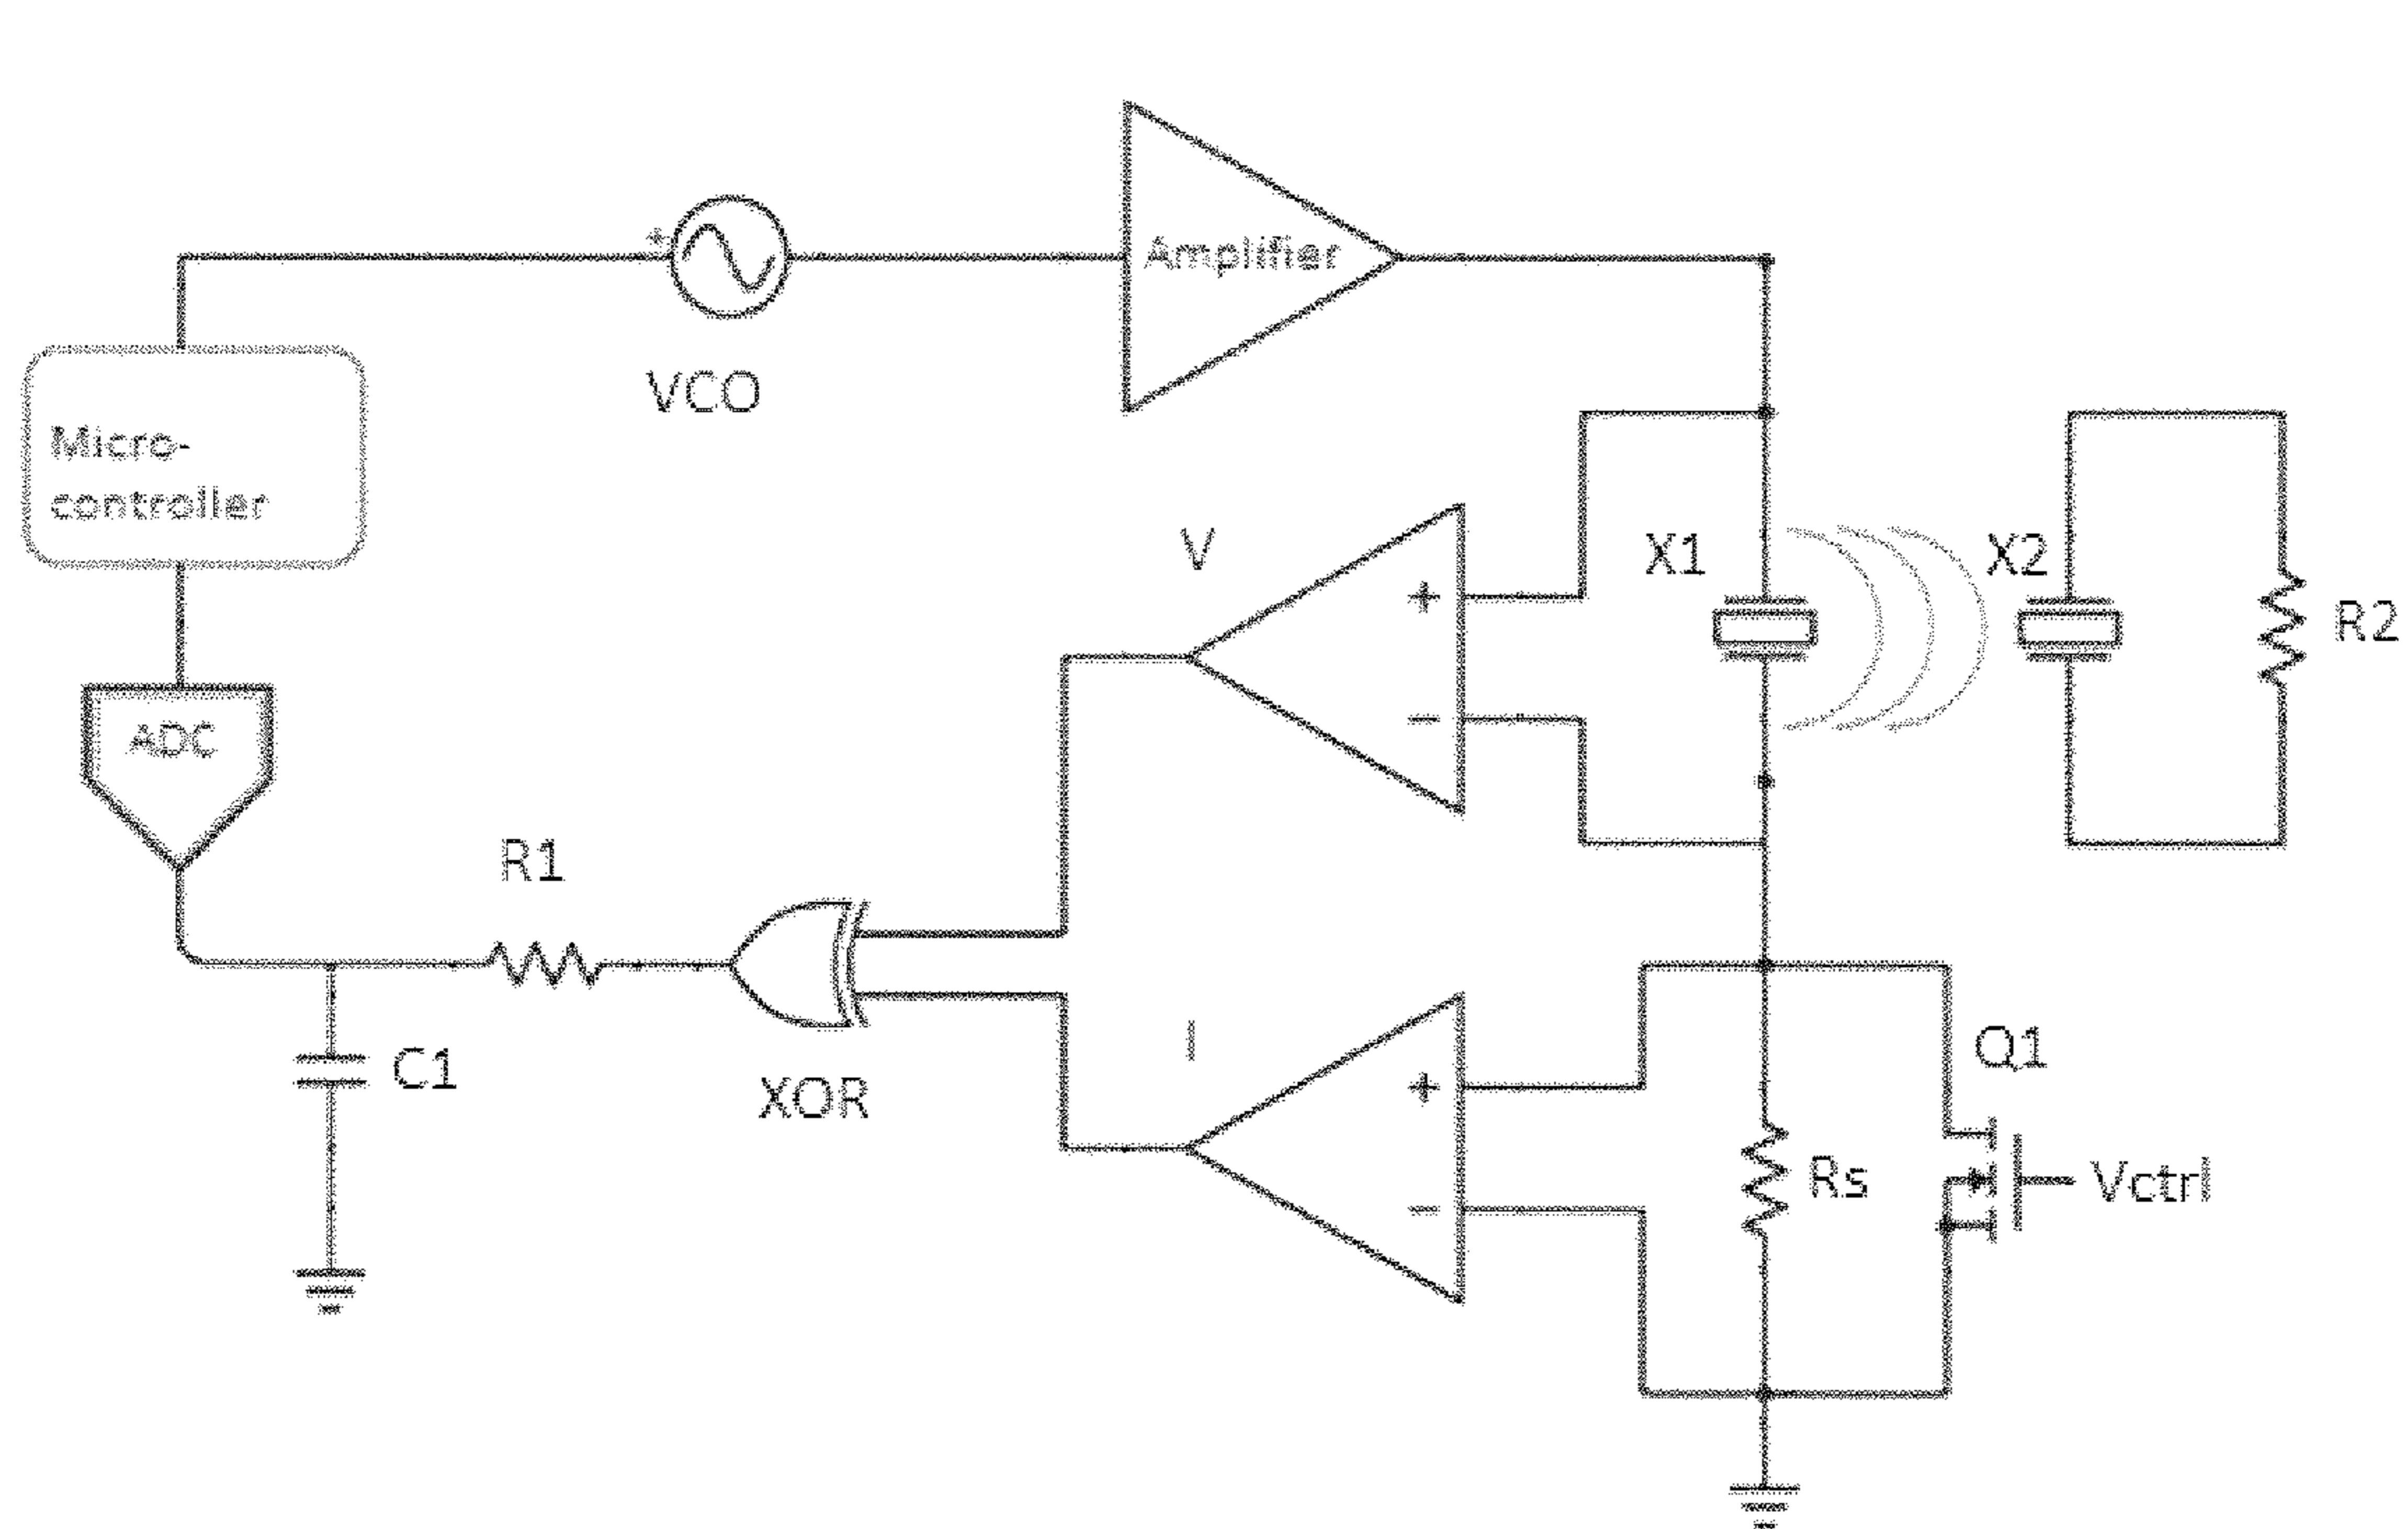 Amplifier
+
VCO
Micro-
controller
V
X1
X2
R2
+
−
ADC
R1
XOR
C1
I
+
−
Q1
Rs
Vctrl